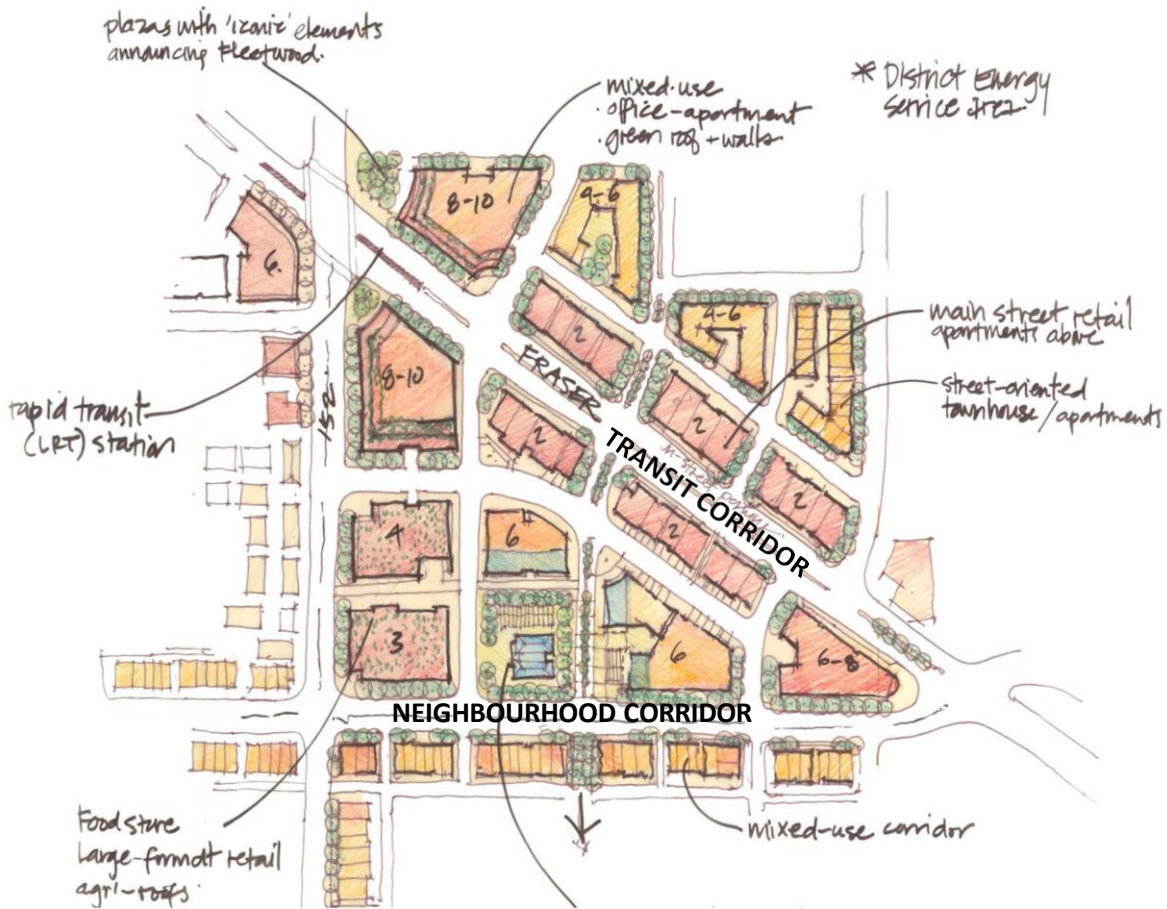 plazas with 'iconic' elements
announcing Fleetwood.
mixed-use
· office-apartment
· green roof + walls
* District Energy
service area.
8-10
4-6
6.
2
4-6
main street retail
apartments above
8-10
FRASER
street-oriented
townhouse/apartments
rapid transit
(LRT) station
152
2
2
TRANSIT CORRIDOR
in-street parking
2
4
6
2
3
6
6-8
NEIGHBOURHOOD CORRIDOR
Food store
large-format retail
agri-roofs.
mixed-use corridor